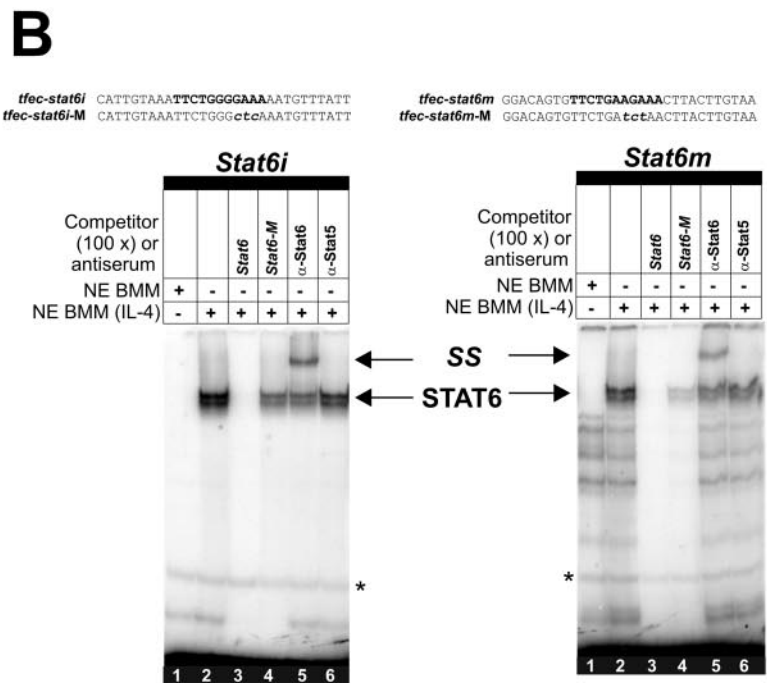 B
tfec-stat6i CATTGTAAATTCTGGGGAAAAATGTTTATT
tfec-stat6i-M CATTGTAAATTCTGGGctcAAATGTTTATT
tfec-stat6m GGACAGTGTTCTGAAGAAACTTACTTGTAA
tfec-stat6m-M GGACAGTGTTCTGAtctAACTTACTTGTAA
Stat6i
Competitor
(100 x) or
antiserum
Stat6
Stat6-M
α-Stat6
α-Stat5
NE BMM + - - - - -
NE BMM (IL-4) - + + + + +
Stat6m
Competitor
(100 x) or
antiserum
Stat6
Stat6-M
α-Stat6
α-Stat5
NE BMM + - - - - -
NE BMM (IL-4) - + + + + +
SS
STAT6
*
*
1 2 3 4 5 6
1 2 3 4 5 6